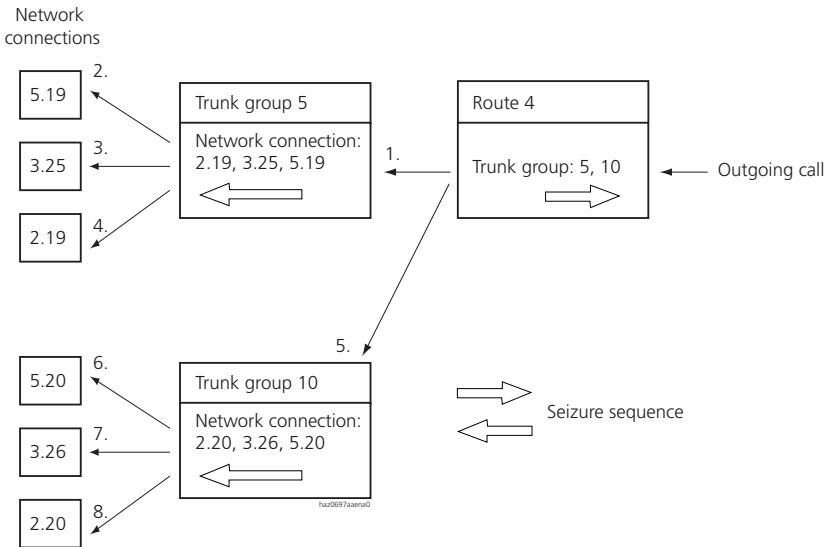 Network
connections
5.19
2.
3.25
3.
2.19
4.
Trunk group 5
Network connection:
2.19, 3.25, 5.19
1.
Route 4
Trunk group: 5, 10
Outgoing call
5.
5.20
6.
3.26
7.
2.20
8.
Trunk group 10
Network connection:
2.20, 3.26, 5.20
haz0697aaena0
Seizure sequence